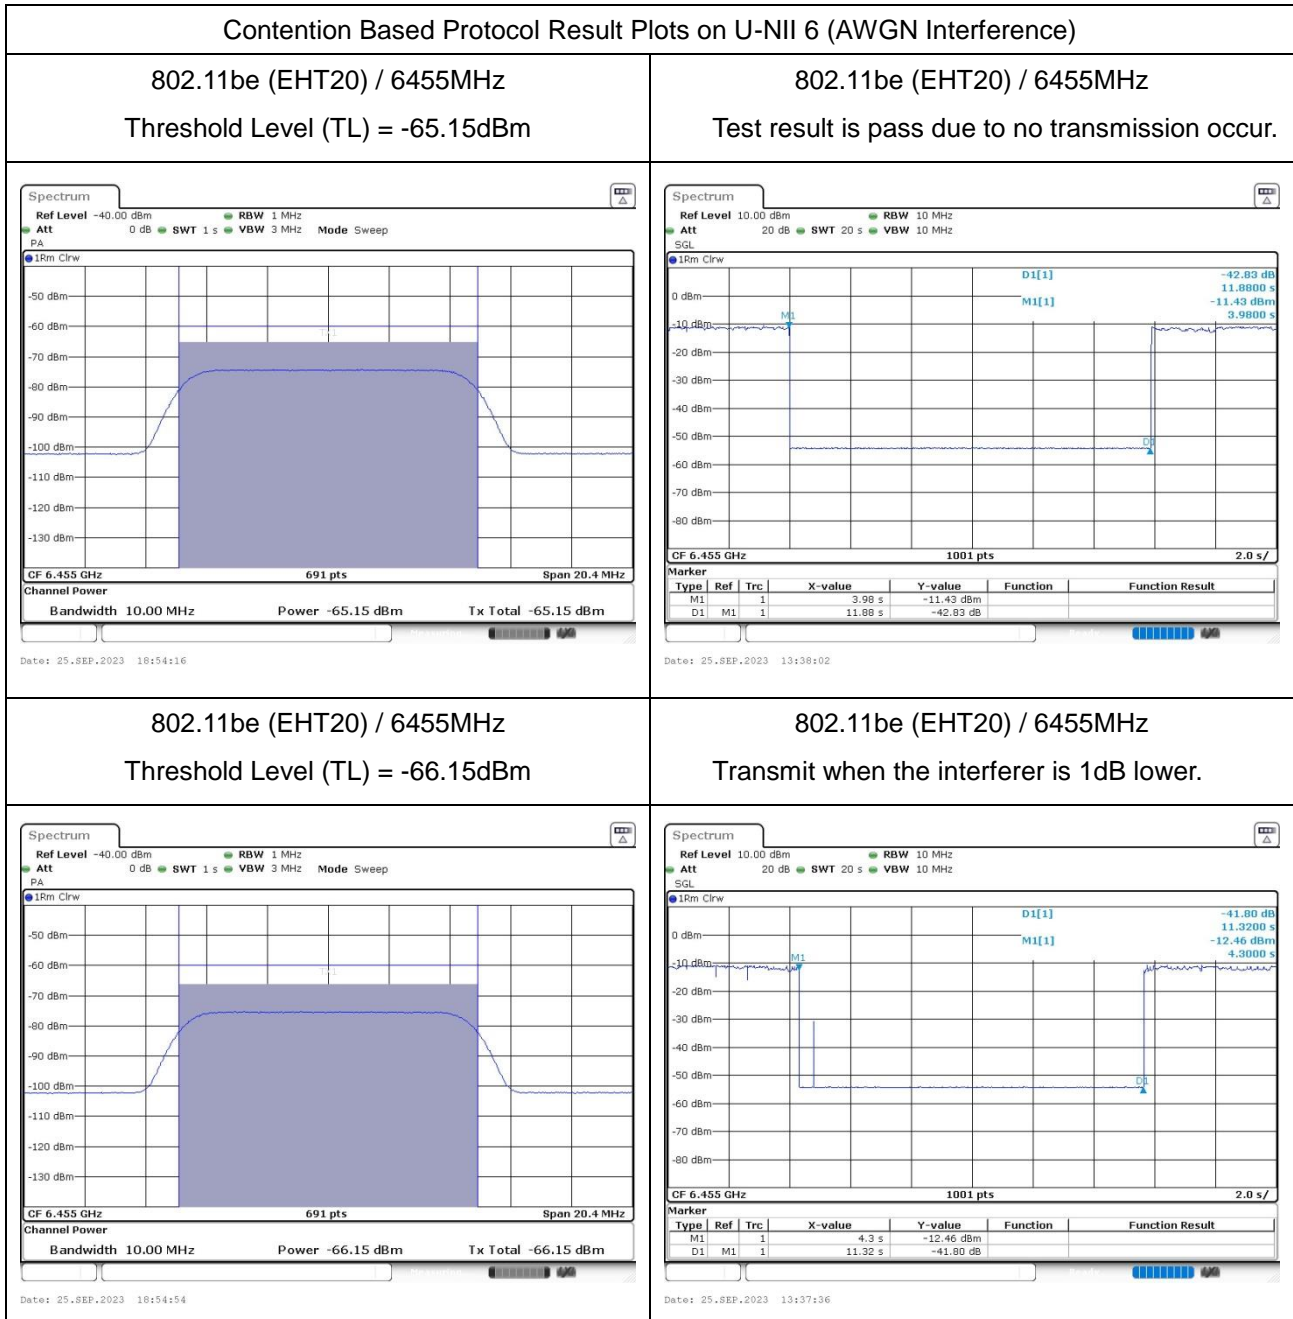 Contention Based Protocol Result Plots on U-NII 6 (AWGN Interference)
802.11be (EHT20) / 6455MHz
Threshold Level (TL) = -65.15dBm
802.11be (EHT20) / 6455MHz
Test result is pass due to no transmission occur.
Spectrum
Ref Level -40.00 dBm RBW 1 MHz
Att 0 dB SWT 1 s VBW 3 MHz Mode Sweep
PA
1Rm Clrw
-50 dBm
-60 dBm
-70 dBm
-80 dBm
-90 dBm
-100 dBm
-110 dBm
-120 dBm
-130 dBm
CF 6.455 GHz 691 pts Span 20.4 MHz
Channel Power
Bandwidth 10.00 MHz Power -65.15 dBm Tx Total -65.15 dBm
Date: 25.SEP.2023 18:54:16
Spectrum
Ref Level 10.00 dBm RBW 10 MHz
Att 20 dB SWT 20 s VBW 10 MHz
SGL
1Rm Clrw
D1[1] -42.83 dB
11.8800 s
M1[1] -11.43 dBm
3.9800 s
0 dBm
M1
-10 dBm
-20 dBm
-30 dBm
-40 dBm
-50 dBm
D1
-60 dBm
-70 dBm
-80 dBm
CF 6.455 GHz 1001 pts 2.0 s/
Marker
Type Ref Trc X-value Y-value Function Function Result
M1 1 3.98 s -11.43 dBm
D1 M1 1 11.88 s -42.83 dB
Ready
Date: 25.SEP.2023 13:38:02
802.11be (EHT20) / 6455MHz
Threshold Level (TL) = -66.15dBm
802.11be (EHT20) / 6455MHz
Transmit when the interferer is 1dB lower.
Spectrum
Ref Level -40.00 dBm RBW 1 MHz
Att 0 dB SWT 1 s VBW 3 MHz Mode Sweep
PA
1Rm Clrw
-50 dBm
-60 dBm
-70 dBm
-80 dBm
-90 dBm
-100 dBm
-110 dBm
-120 dBm
-130 dBm
CF 6.455 GHz 691 pts Span 20.4 MHz
Channel Power
Bandwidth 10.00 MHz Power -66.15 dBm Tx Total -66.15 dBm
Date: 25.SEP.2023 18:54:54
Spectrum
Ref Level 10.00 dBm RBW 10 MHz
Att 20 dB SWT 20 s VBW 10 MHz
SGL
1Rm Clrw
D1[1] -41.80 dB
11.3200 s
M1[1] -12.46 dBm
4.3000 s
0 dBm
M1
-10 dBm
-20 dBm
-30 dBm
-40 dBm
-50 dBm
D1
-60 dBm
-70 dBm
-80 dBm
CF 6.455 GHz 1001 pts 2.0 s/
Marker
Type Ref Trc X-value Y-value Function Function Result
M1 1 4.3 s -12.46 dBm
D1 M1 1 11.32 s -41.80 dB
Date: 25.SEP.2023 13:37:36